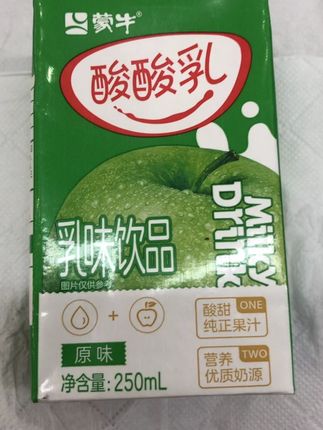 蒙牛
酸酸乳
Milky
Drink
乳味饮品
图片仅供参考
+
酸甜 ONE
纯正果汁
原味
营养 TWO
优质奶源
净含量:250mL